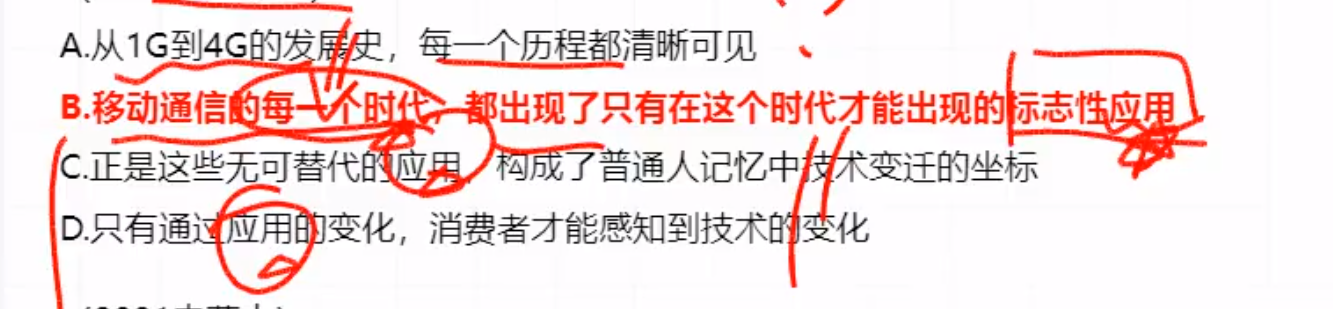 A.从1G到4G的发展史，每一个历程都清晰可见
B.移动通信的每一个时代，都出现了只有在这个时代才能出现的标志性应用
C.正是这些无可替代的应用，构成了普通人记忆中技术变迁的坐标
D.只有通过应用的变化，消费者才能感知到技术的变化